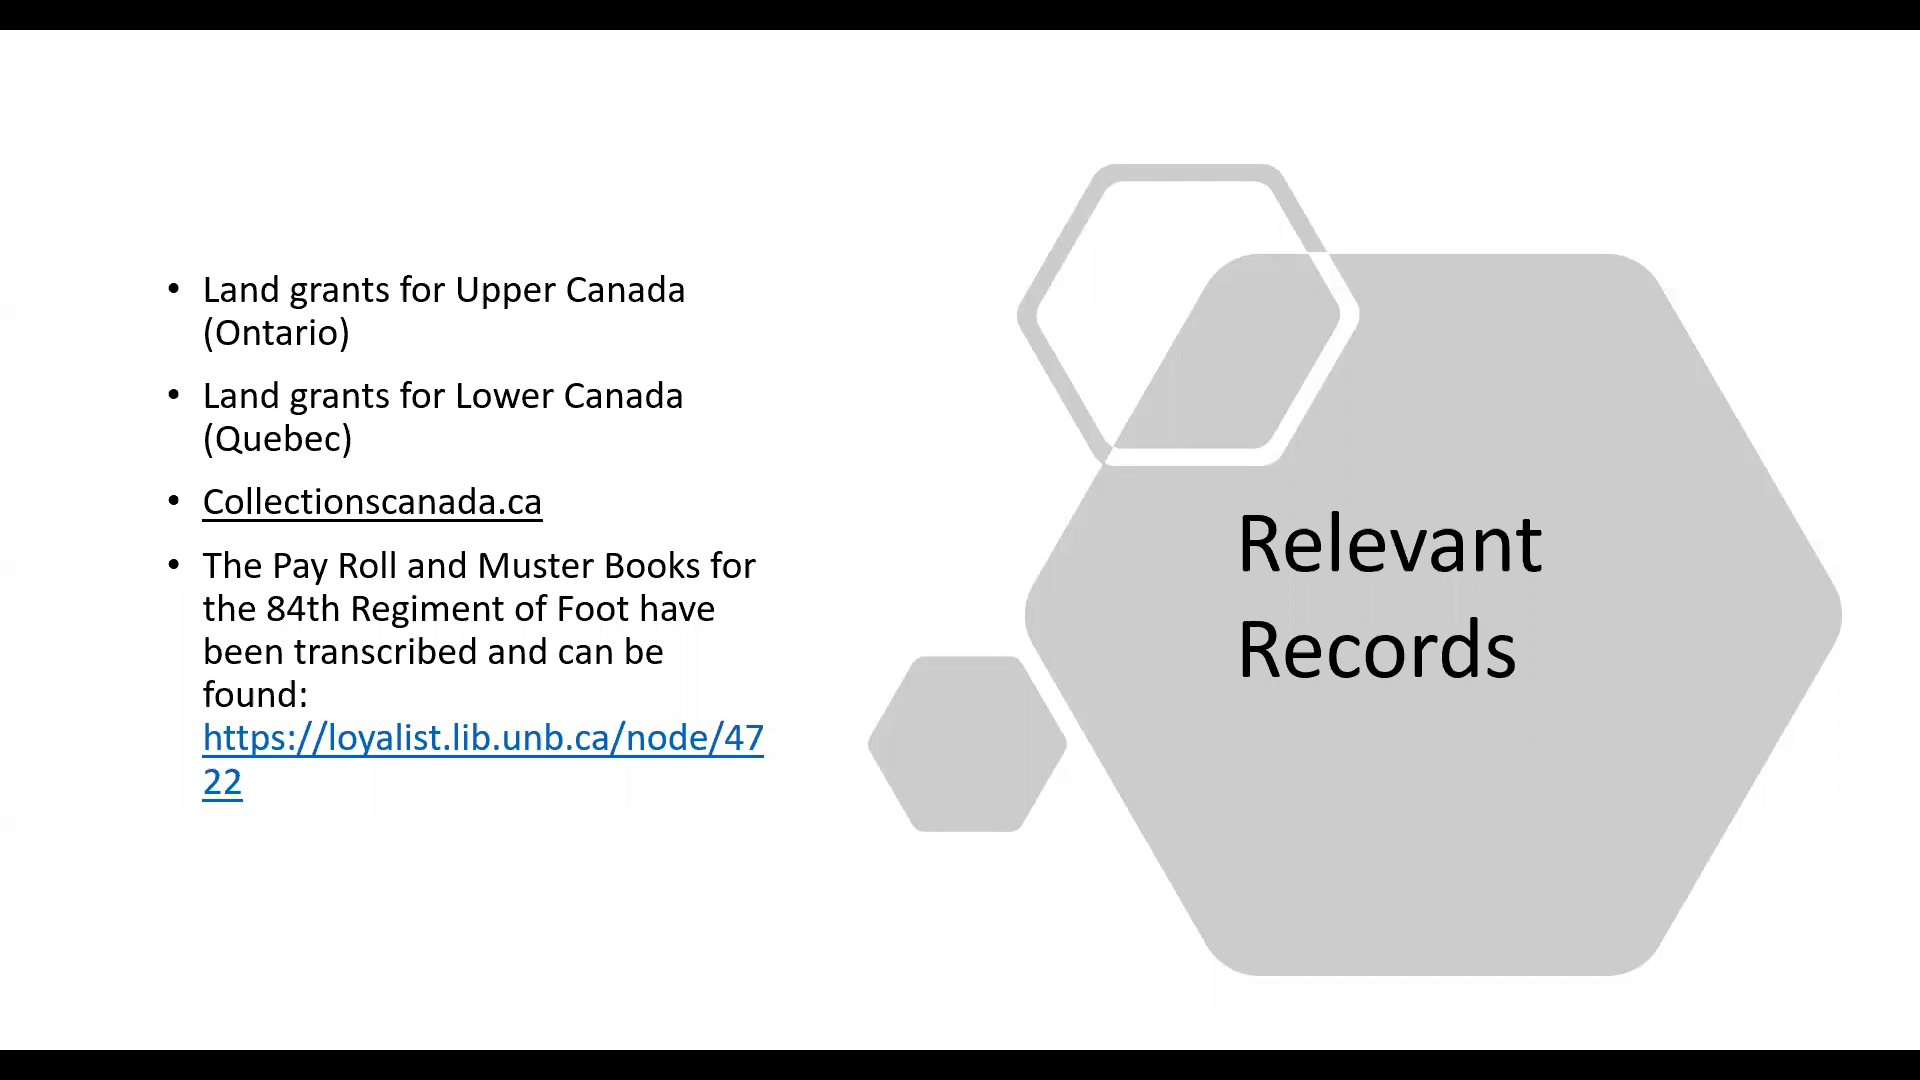 • Land grants for Upper Canada
(Ontario)
• Land grants for Lower Canada
(Quebec)
• Collectionscanada.ca
• The Pay Roll and Muster Books for
the 84th Regiment of Foot have
been transcribed and can be
found:
https://loyalist.lib.unb.ca/node/47
22
Relevant
Records